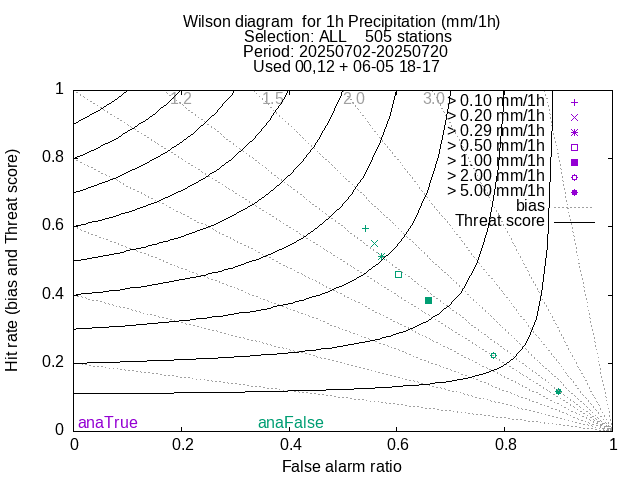 Wilson diagram  for 1h Precipitation (mm/1h)
Selection: ALL    505 stations
Period: 20250702-20250720
Used 00,12 + 06-05 18-17
1
0.8
0.6
0.4
0.2
0
Hit rate (bias and Threat score)
1.2
1.5
2.0
3.0
> 0.10 mm/1h
> 0.20 mm/1h
> 0.29 mm/1h
> 0.50 mm/1h
> 1.00 mm/1h
> 2.00 mm/1h
> 5.00 mm/1h
bias
Threat score
anaTrue
anaFalse
0
0.2
0.4
0.6
0.8
1
False alarm ratio